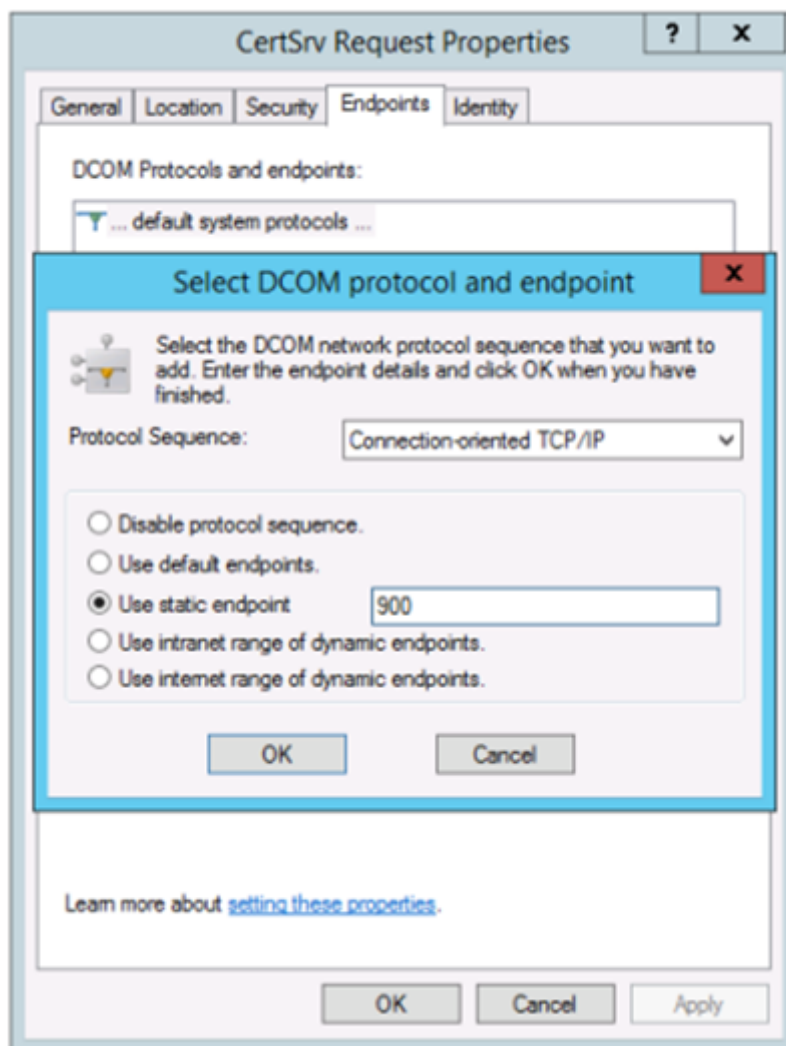 CertSrv Request Properties
? x
General Location Security Endpoints Identity
DCOM Protocols and endpoints:
... default system protocols ...
Select DCOM protocol and endpoint
x
Select the DCOM network protocol sequence that you want to
add. Enter the endpoint details and click OK when you have
finished.
Protocol Sequence: Connection-oriented TCP/IP
Disable protocol sequence.
Use default endpoints.
Use static endpoint 900
Use intranet range of dynamic endpoints.
Use internet range of dynamic endpoints.
OK Cancel
Learn more about setting these properties.
OK Cancel Apply